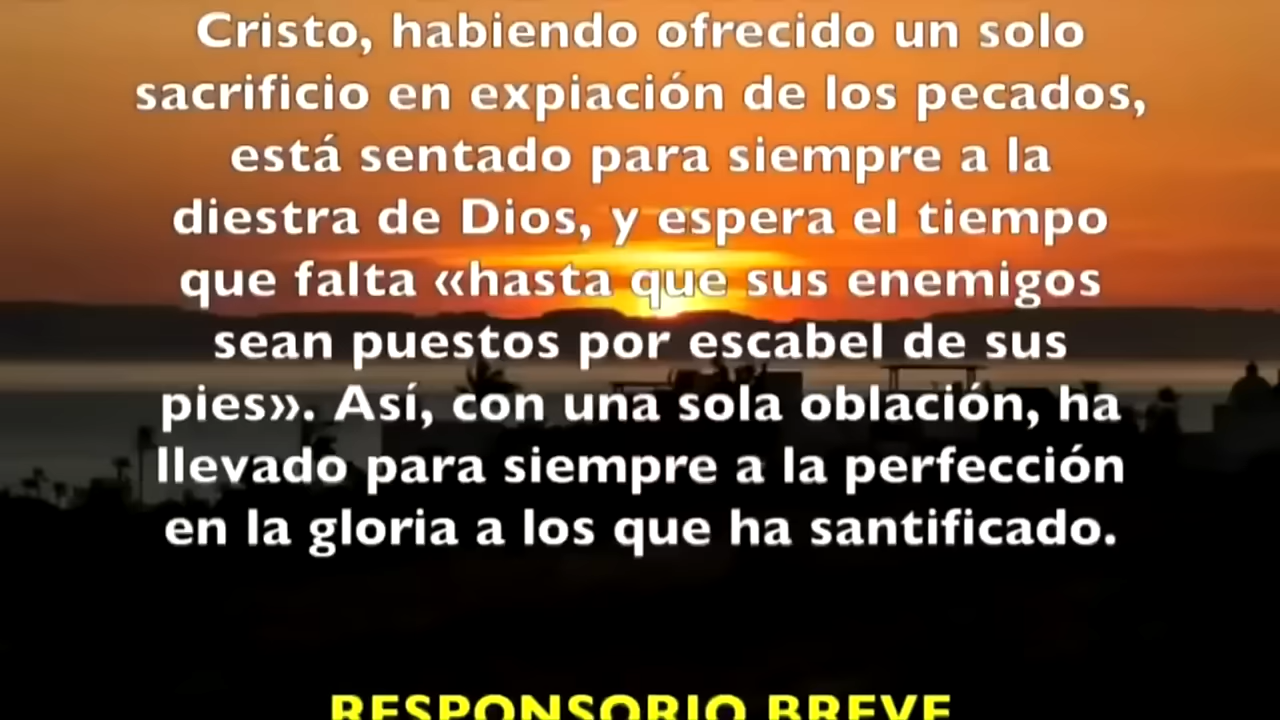 Cristo, habiendo ofrecido un solo
sacrificio en expiación de los pecados,
está sentado para siempre a la
diestra de Dios, y espera el tiempo
que falta «hasta que sus enemigos
sean puestos por escabel de sus
pies». Así, con una sola oblación, ha
llevado para siempre a la perfección
en la gloria a los que ha santificado.
RESPONSORIO BREVE